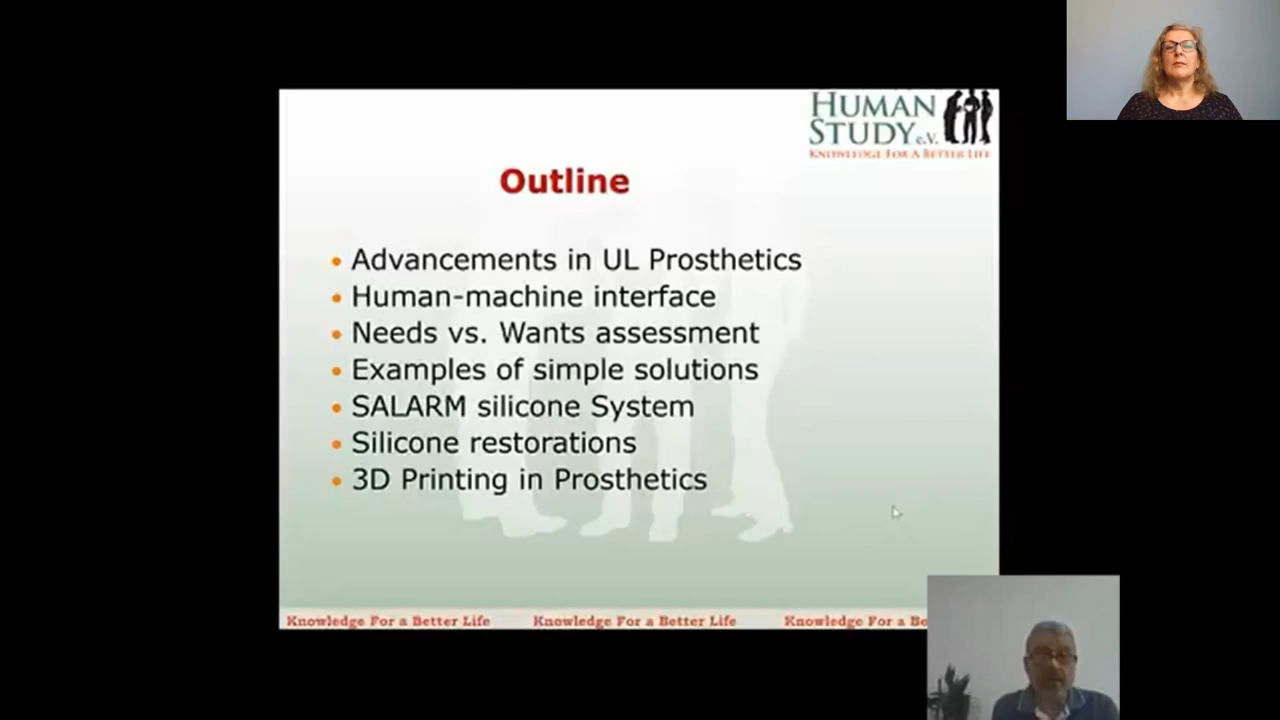 HUMAN
STUDY e.V.
KNOWLEDGE FOR A BETTER LIFE
Outline
• Advancements in UL Prosthetics
• Human-machine interface
• Needs vs. Wants assessment
• Examples of simple solutions
• SALARM silicone System
• Silicone restorations
• 3D Printing in Prosthetics
Knowledge For a Better Life Knowledge For a Better Life Knowledge For a Be